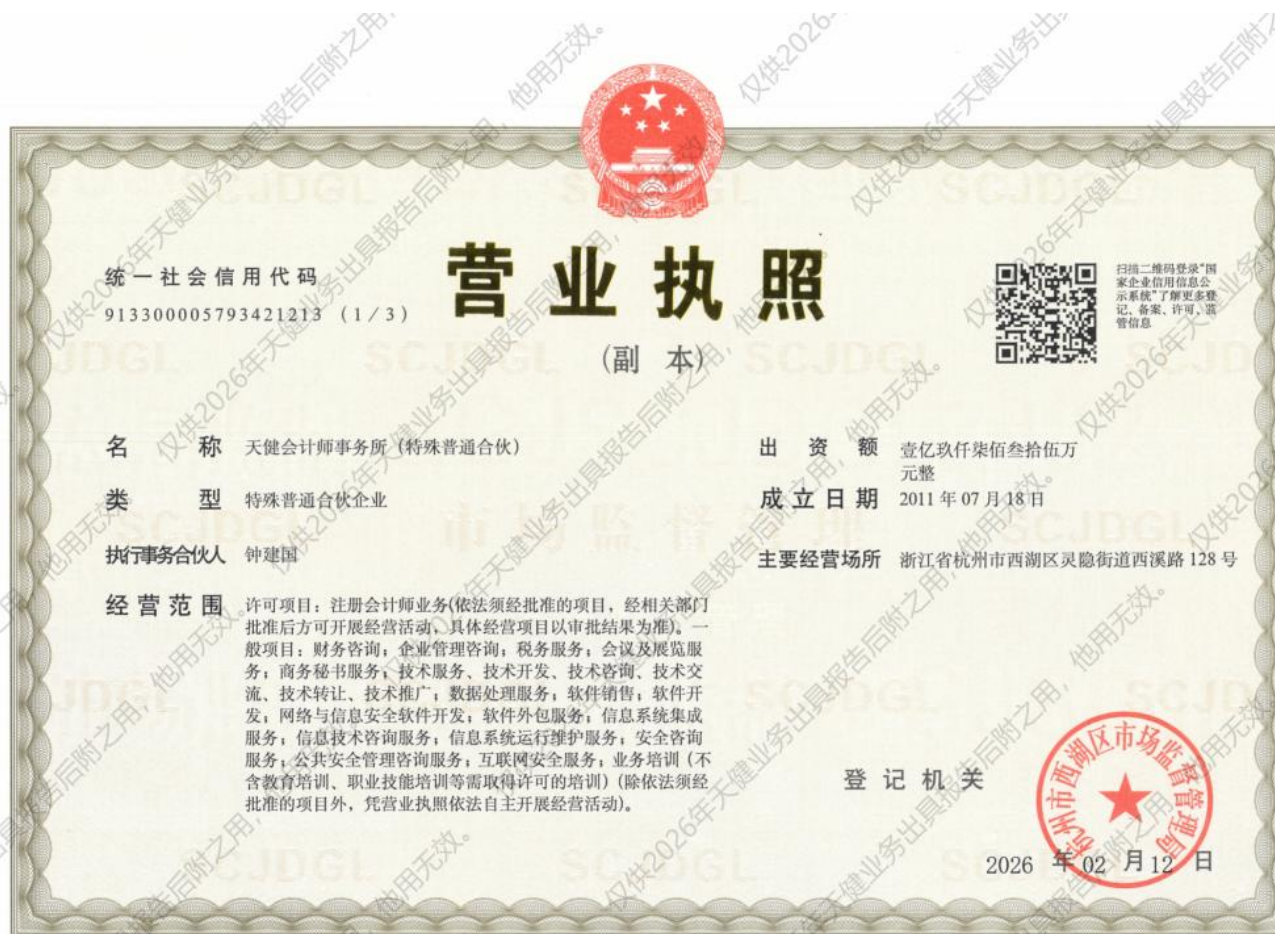 营业执照
(副 本)
统一社会信用代码
913300005793421213 (1/3)
扫描二维码登录“国
家企业信用信息公
示系统”了解更多登
记、备案、许可、监
管信息
名 称 天健会计师事务所（特殊普通合伙）
类 型 特殊普通合伙企业
执行事务合伙人 钟建国
经营范围 许可项目：注册会计师业务(依法须经批准的项目，经相关部门
批准后方可开展经营活动，具体经营项目以审批结果为准)。一
般项目：财务咨询；企业管理咨询；税务服务；会议及展览服
务；商务秘书服务；技术服务、技术开发、技术咨询、技术交
流、技术转让、技术推广；数据处理服务；软件销售；软件开
发；网络与信息安全软件开发；软件外包服务；信息系统集成
服务；信息技术咨询服务；信息系统运行维护服务；安全咨询
服务；公共安全管理咨询服务；互联网安全服务；业务培训（不
含教育培训、职业技能培训等需取得许可的培训）(除依法须经
批准的项目外，凭营业执照依法自主开展经营活动)。
出 资 额 壹亿玖仟柒佰叁拾伍万
元整
成立日期 2011年07月18日
主要经营场所 浙江省杭州市西湖区灵隐街道西溪路128号
登记机关
杭州市西湖区市场监督管理局
2026 年 02 月 12 日
仅供2026年天健业务出具报告后附之用，他用无效。
SCJDGL
市场监督管理